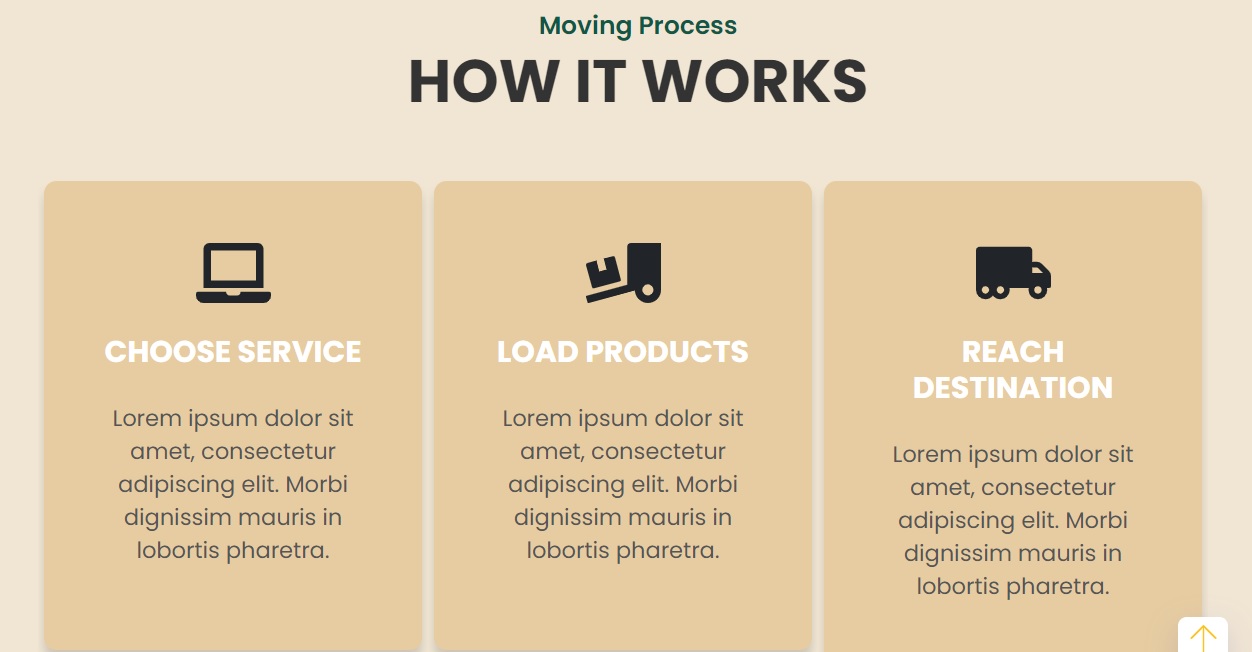 Moving Process
HOW IT WORKS
CHOOSE SERVICE
Lorem ipsum dolor sit
amet, consectetur
adipiscing elit. Morbi
dignissim mauris in
lobortis pharetra.
LOAD PRODUCTS
Lorem ipsum dolor sit
amet, consectetur
adipiscing elit. Morbi
dignissim mauris in
lobortis pharetra.
REACH
DESTINATION
Lorem ipsum dolor sit
amet, consectetur
adipiscing elit. Morbi
dignissim mauris in
lobortis pharetra.